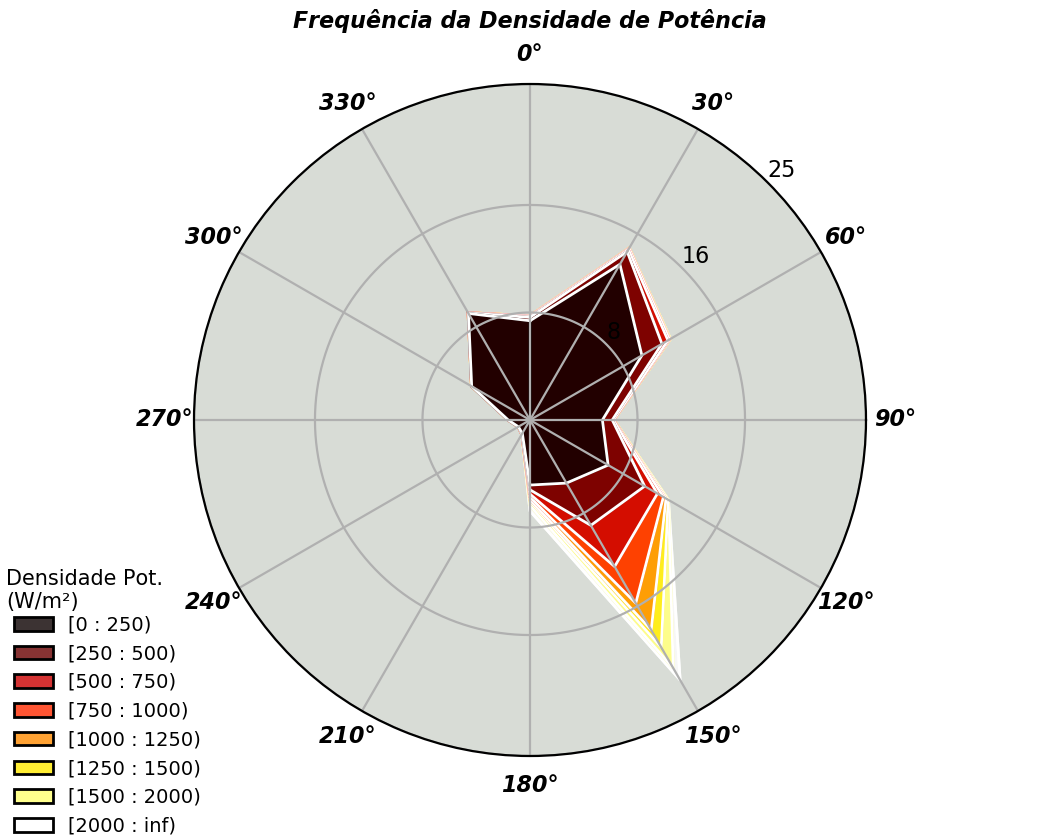 Frequência da Densidade de Potência
0°
330°
30°
25
300°
60°
16
8
270°
90°
240°
120°
210°
150°
180°
Densidade Pot.
(W/m²)
[0 : 250)
[250 : 500)
[500 : 750)
[750 : 1000)
[1000 : 1250)
[1250 : 1500)
[1500 : 2000)
[2000 : inf)